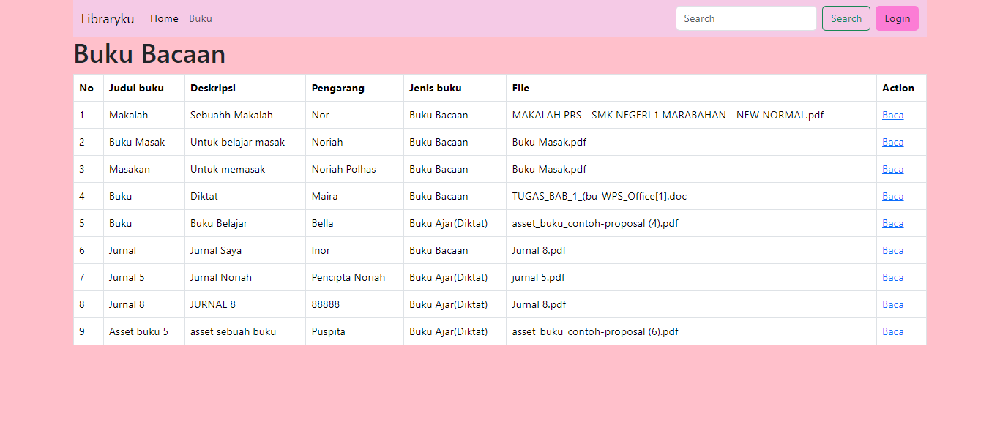 Libraryku Home Buku Search Search Login
Buku Bacaan
No Judul buku Deskripsi Pengarang Jenis buku File Action
1 Makalah Sebuahh Makalah Nor Buku Bacaan MAKALAH PRS - SMK NEGERI 1 MARABAHAN - NEW NORMAL.pdf Baca
2 Buku Masak Untuk belajar masak Noriah Buku Bacaan Buku Masak.pdf Baca
3 Masakan Untuk memasak Noriah Polhas Buku Bacaan Buku Masak.pdf Baca
4 Buku Diktat Maira Buku Bacaan TUGAS_BAB_1_(bu-WPS_Office[1].doc Baca
5 Buku Buku Belajar Bella Buku Ajar(Diktat) asset_buku_contoh-proposal (4).pdf Baca
6 Jurnal Jurnal Saya Inor Buku Bacaan Jurnal 8.pdf Baca
7 Jurnal 5 Jurnal Noriah Pencipta Noriah Buku Ajar(Diktat) jurnal 5.pdf Baca
8 Jurnal 8 JURNAL 8 88888 Buku Ajar(Diktat) Jurnal 8.pdf Baca
9 Asset buku 5 asset sebuah buku Puspita Buku Ajar(Diktat) asset_buku_contoh-proposal (6).pdf Baca